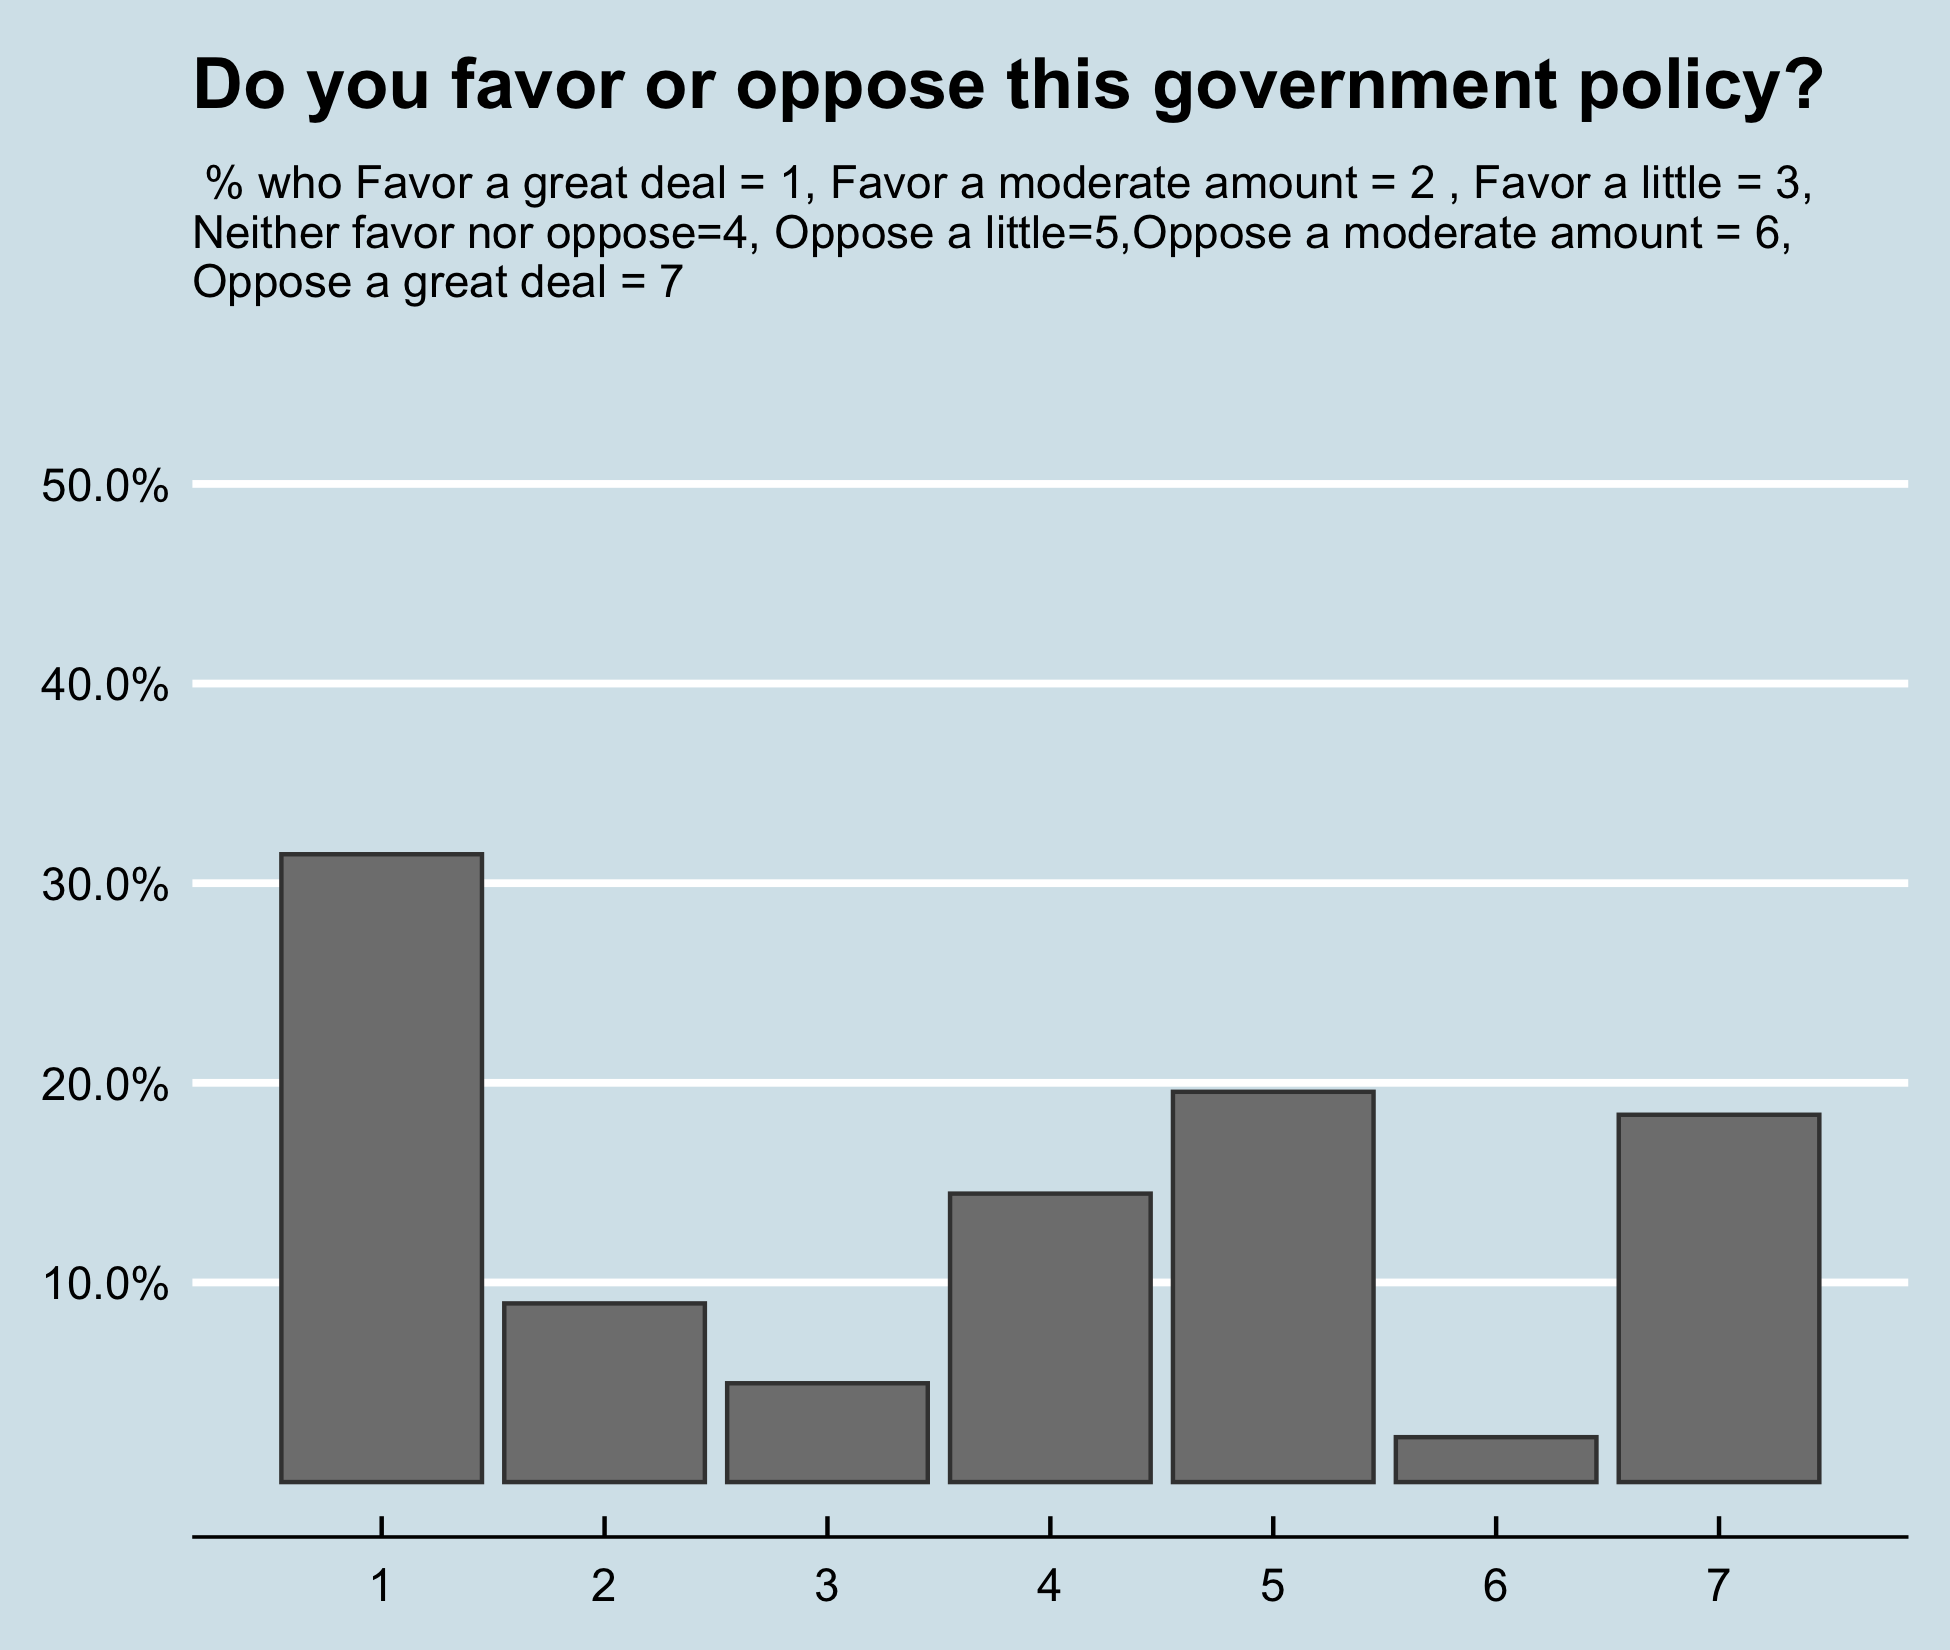 Do you favor or oppose this government policy?
% who Favor a great deal = 1, Favor a moderate amount = 2 , Favor a little = 3,
Neither favor nor oppose=4, Oppose a little=5,Oppose a moderate amount = 6,
Oppose a great deal = 7
50.0%
40.0%
30.0%
20.0%
10.0%
1 2 3 4 5 6 7